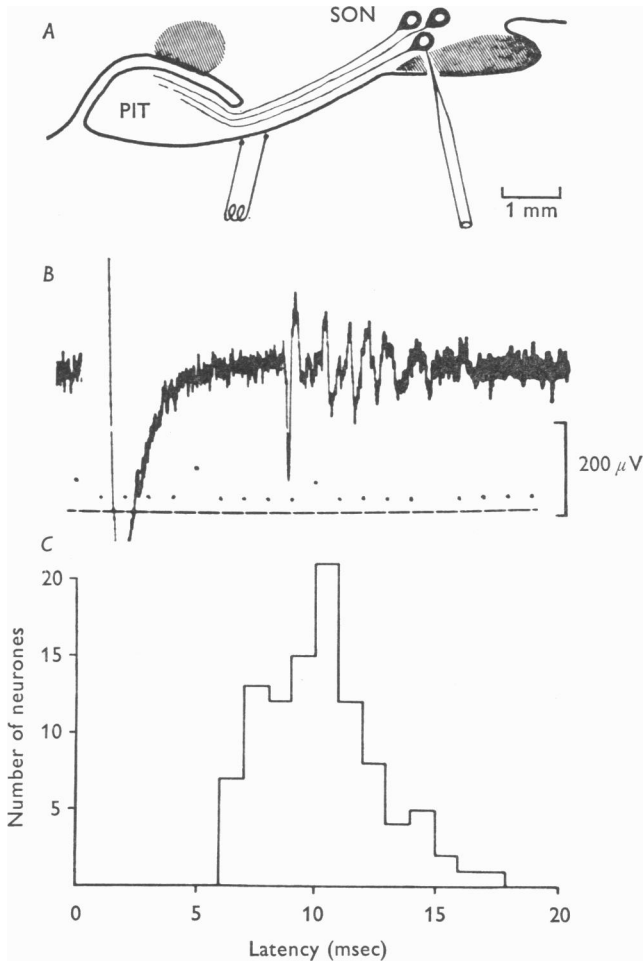 A
SON
PIT
1 mm
B
200 μV
C
20
15
10
5
Number of neurones
0 5 10 15 20
Latency (msec)